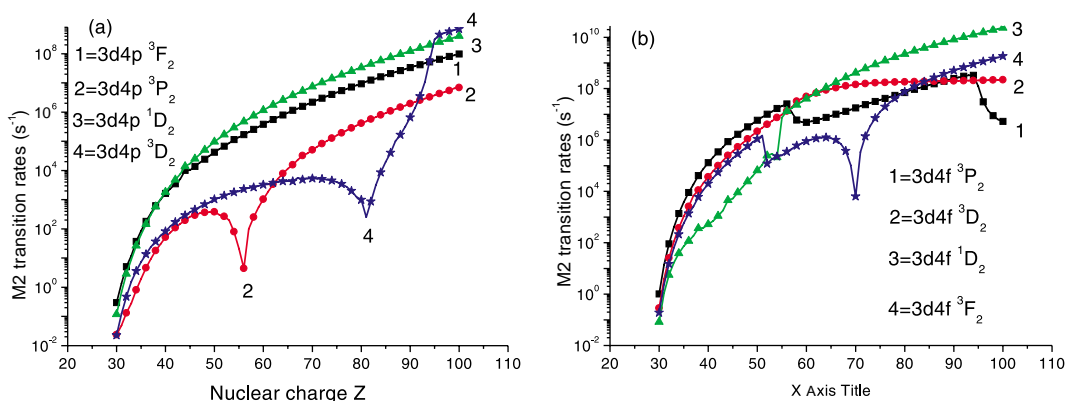 (a)
M2 transition rates (s⁻¹)
10⁸
10⁶
10⁴
10²
10⁰
10⁻²
1=3d4p ³F₂
2=3d4p ³P₂
3=3d4p ¹D₂
4=3d4p ³D₂
4
3
1
2
2
4
20 30 40 50 60 70 80 90 100 110
Nuclear charge Z
(b)
M2 transition rates (s⁻¹)
10¹⁰
10⁸
10⁶
10⁴
10²
10⁰
10⁻²
3
4
2
1
1=3d4f ³P₂
2=3d4f ³D₂
3=3d4f ¹D₂
4=3d4f ³F₂
20 30 40 50 60 70 80 90 100 110
X Axis Title